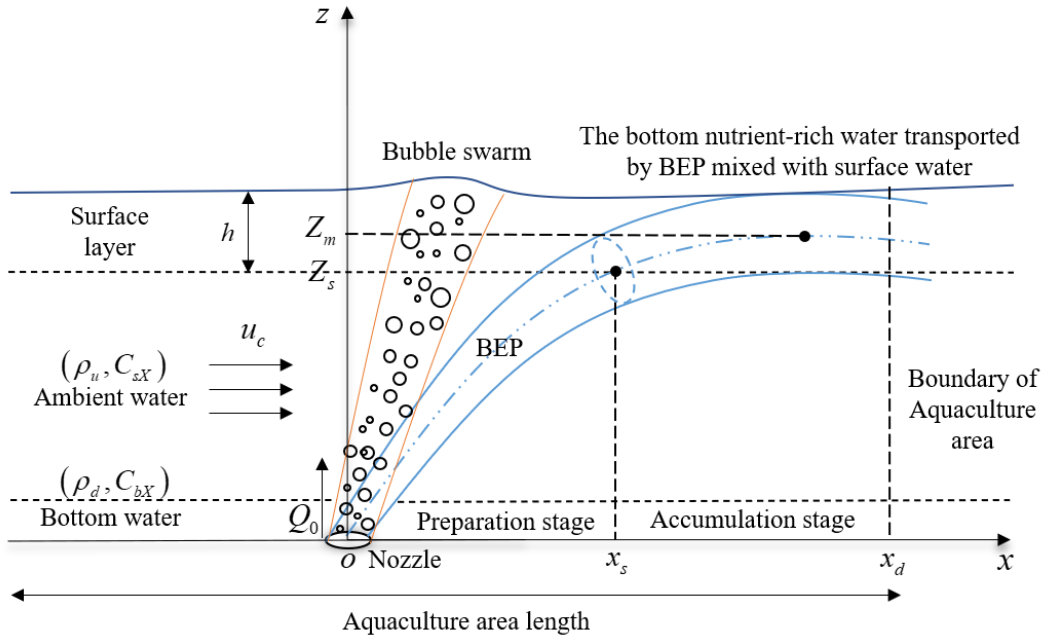 z
Bubble swarm
The bottom nutrient-rich water transported
by BEP mixed with surface water
Surface
layer
h
Z_m
Z_s
u_c
BEP
(ρ_u, C_sX)
Ambient water
Boundary of
Aquaculture
area
(ρ_d, C_bX)
Bottom water
Q_0
Preparation stage
Accumulation stage
o
Nozzle
x_s
x_d
x
Aquaculture area length